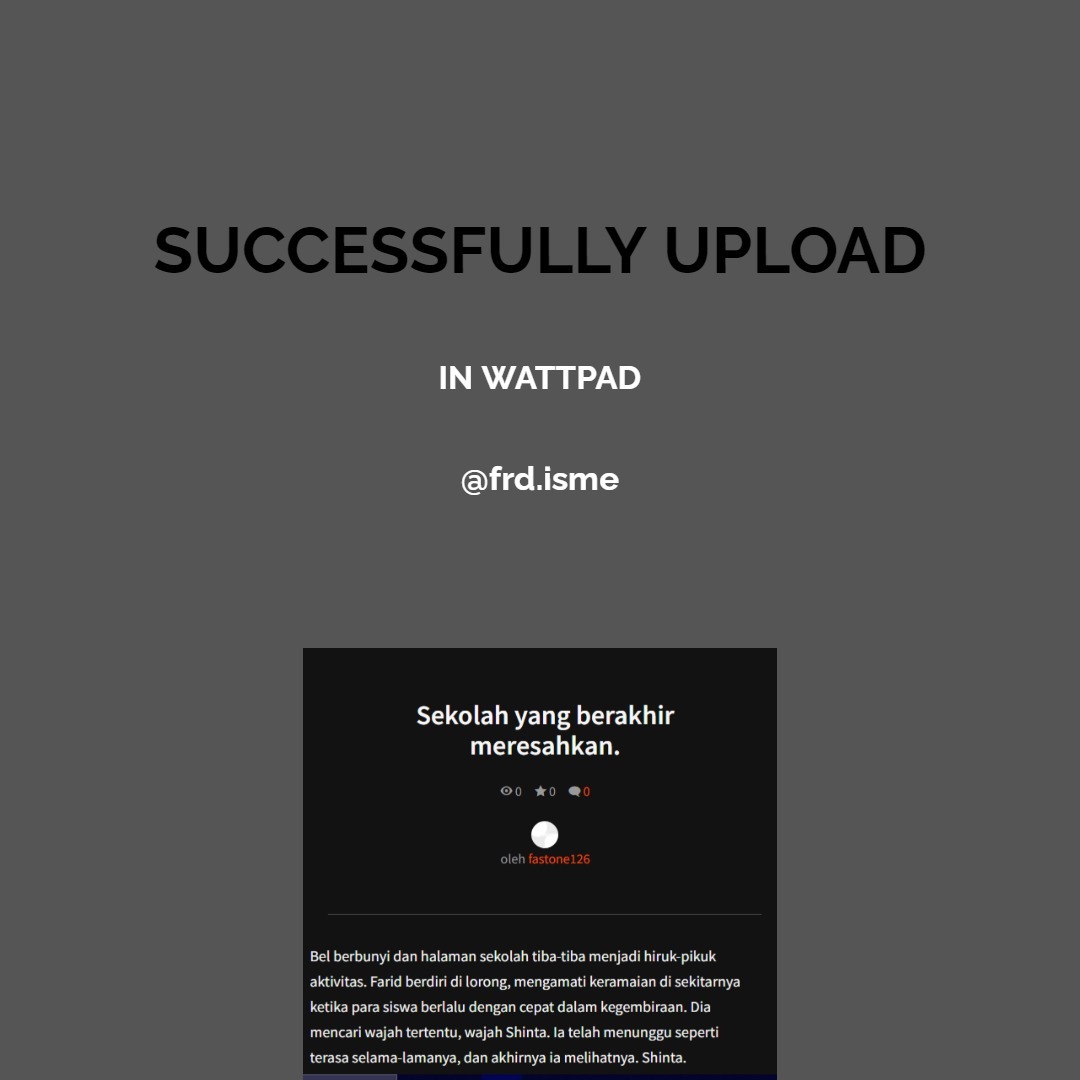 SUCCESSFULLY UPLOAD
IN WATTPAD
@frd.isme
Sekolah yang berakhir
meresahkan.
0 0 0
oleh fastone126
Bel berbunyi dan halaman sekolah tiba-tiba menjadi hiruk-pikuk
aktivitas. Farid berdiri di lorong, mengamati keramaian di sekitarnya
ketika para siswa berlalu dengan cepat dalam kegembiraan. Dia
mencari wajah tertentu, wajah Shinta. Ia telah menunggu seperti
terasa selama-lamanya, dan akhirnya ia melihatnya. Shinta.